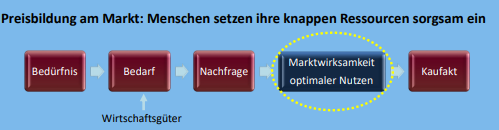 Preisbildung am Markt: Menschen setzen ihre knappen Ressourcen sorgsam ein
Bedürfnis
Bedarf
Nachfrage
Marktwirksamkeit
optimaler Nutzen
Kaufakt
Wirtschaftsgüter